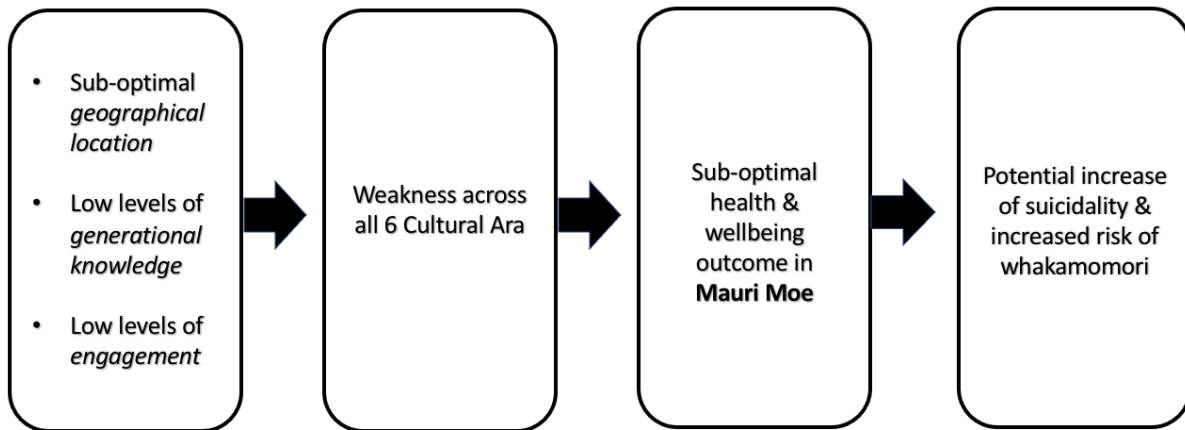 • Sub-optimal
geographical
location
• Low levels of
generational
knowledge
• Low levels of
engagement
Weakness across
all 6 Cultural Ara
Sub-optimal
health &
wellbeing
outcome in
Mauri Moe
Potential increase
of suicidality &
increased risk of
whakamomori